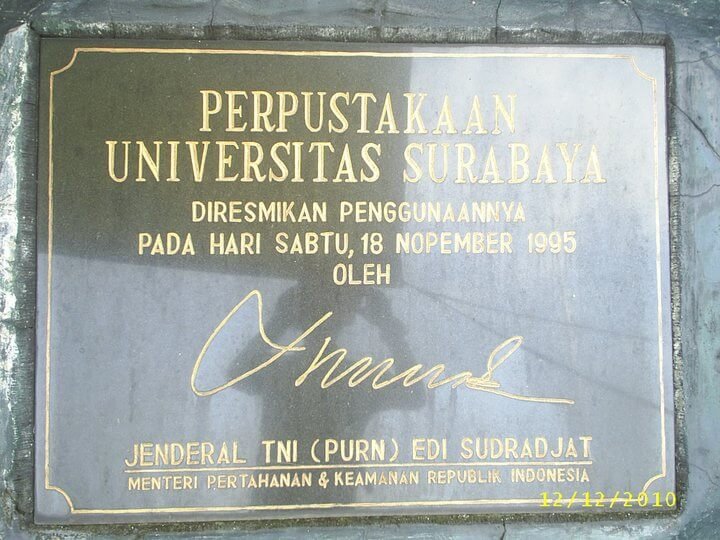 PERPUSTAKAAN
UNIVERSITAS SURABAYA
DIRESMIKAN PENGGUNAANNYA
PADA HARI SABTU, 18 NOPEMBER 1995
OLEH
JENDERAL TNI (PURN) EDI SUDRADJAT
MENTERI PERTAHANAN & KEAMANAN REPUBLIK INDONESIA
12/12/2010